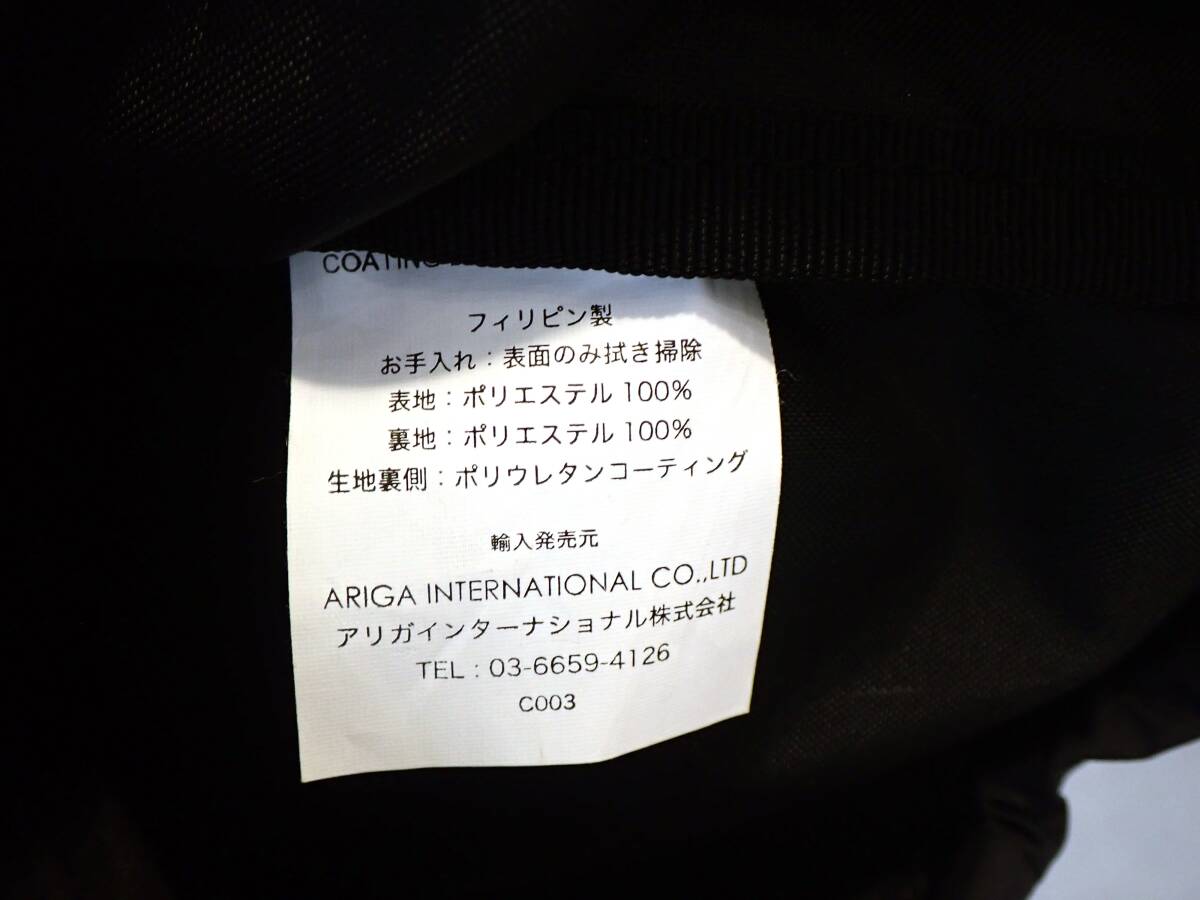 COATING
フィリピン製
お手入れ：表面のみ拭き掃除
表地：ポリエステル 100%
裏地：ポリエステル 100%
生地裏側：ポリウレタンコーティング
輸入発売元
ARIGA INTERNATIONAL CO.,LTD
アリガインターナショナル株式会社
TEL : 03-6659-4126
C003